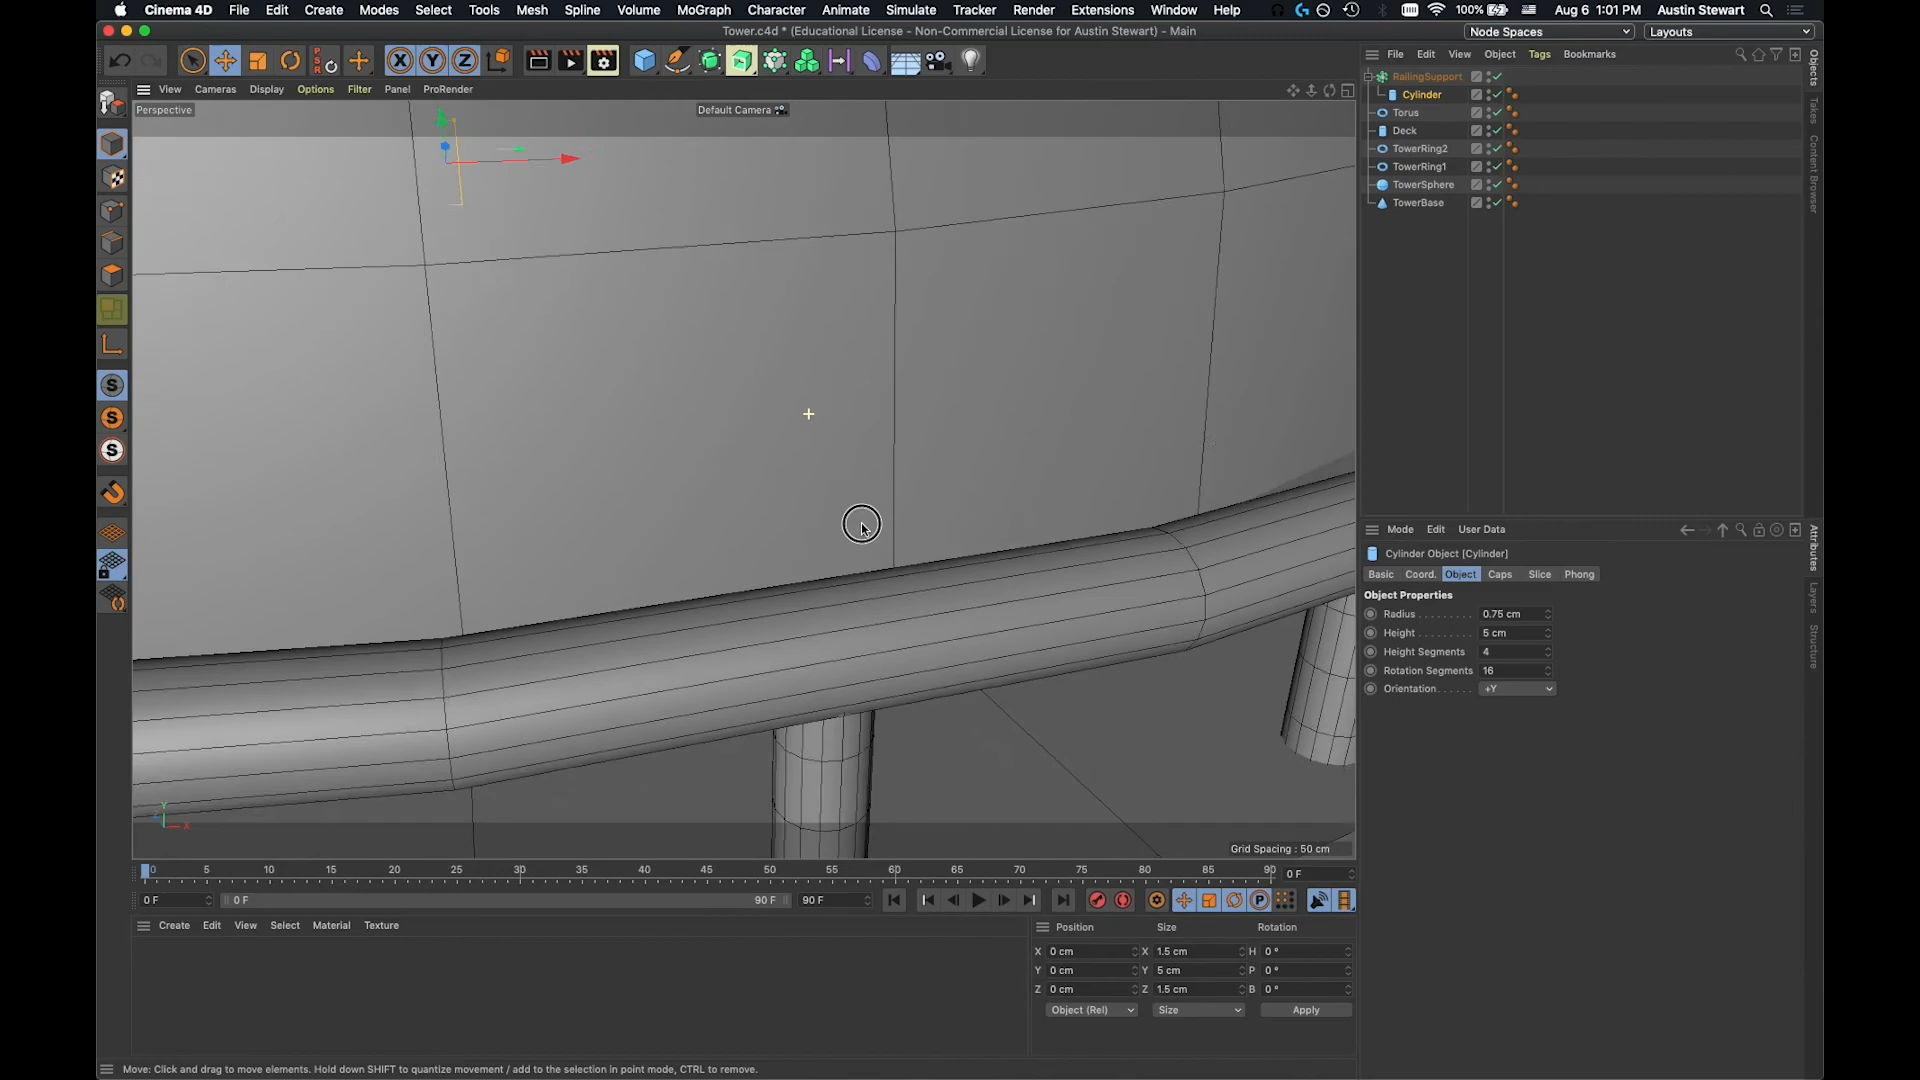 Cinema 4D File Edit Create Modes Select Tools Mesh Spline Volume MoGraph Character Animate Simulate Tracker Render Extensions Window Help 100% Aug 6 1:01 PM Austin Stewart
Tower.c4d * (Educational License - Non-Commercial License for Austin Stewart) - Main
Node Spaces Layouts
PSR X Y Z
File Edit View Object Tags Bookmarks
View Cameras Display Options Filter Panel ProRender
Perspective
Default Camera
RailingSupport
Cylinder
Torus
Deck
TowerRing2
TowerRing1
TowerSphere
TowerBase
Objects
Takes
Content Browser
S
S
S
Mode Edit User Data
Cylinder Object [Cylinder]
Basic Coord. Object Caps Slice Phong
Object Properties
Radius . . . . . . . . . 0.75 cm
Height . . . . . . . . . 5 cm
Height Segments 4
Rotation Segments 16
Orientation. . . . . . +Y
Attributes
Layers
Structure
Y
X
Grid Spacing : 50 cm
0 5 10 15 20 25 30 35 40 45 50 55 60 65 70 75 80 85 90 0 F
0 F 0 F 90 F 90 F P
Create Edit View Select Material Texture
Position Size Rotation
X 0 cm X 1.5 cm H 0 °
Y 0 cm Y 5 cm P 0 °
Z 0 cm Z 1.5 cm B 0 °
Object (Rel) Size Apply
Move: Click and drag to move elements. Hold down SHIFT to quantize movement / add to the selection in point mode, CTRL to remove.